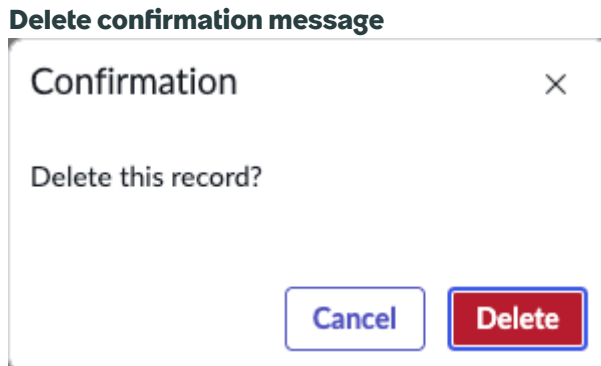 Delete confirmation message
Confirmation
Delete this record?
Cancel Delete